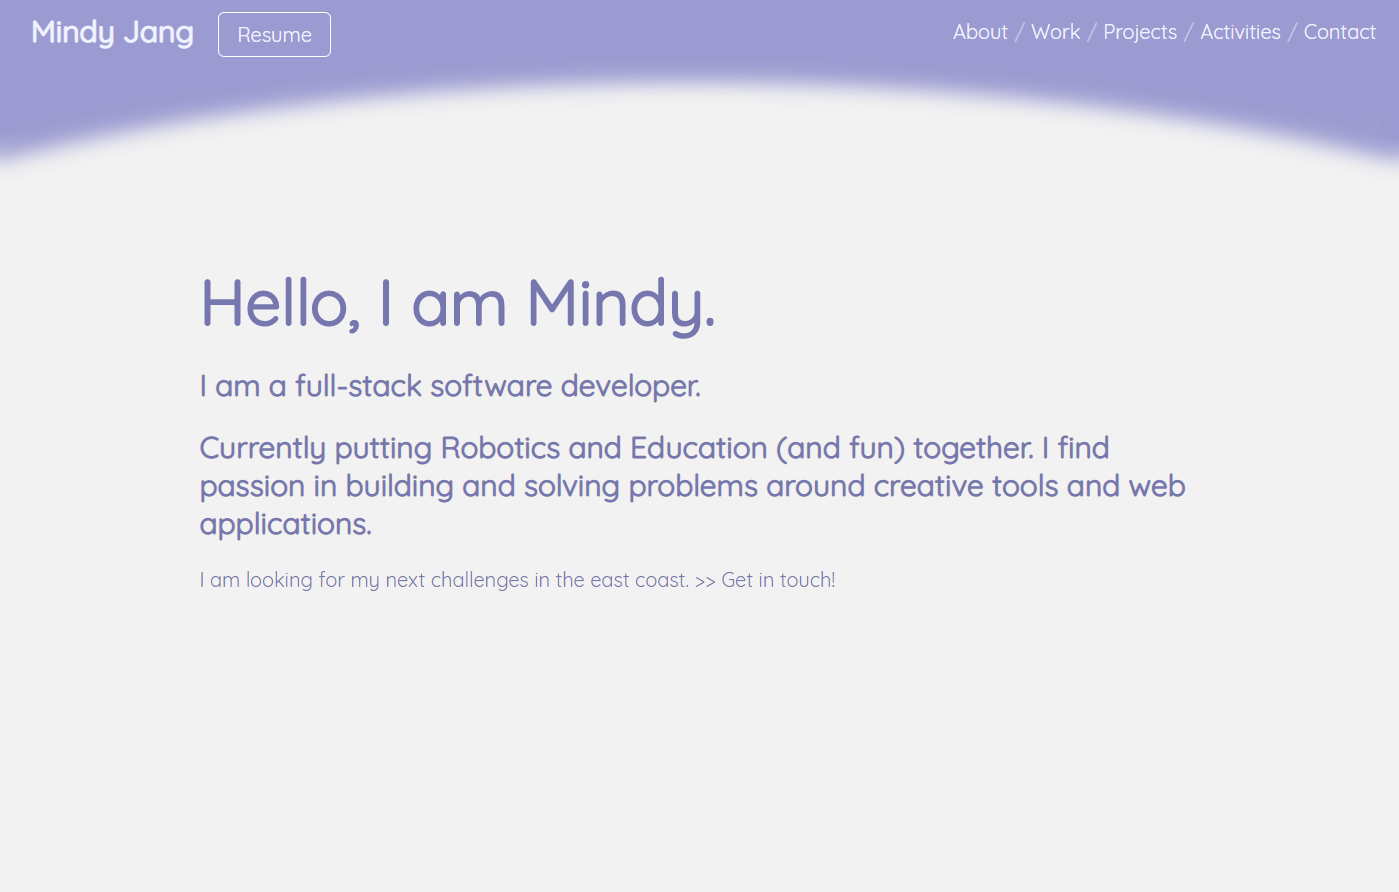 Mindy Jang Resume About / Work / Projects / Activities / Contact
Hello, I am Mindy.
I am a full-stack software developer.
Currently putting Robotics and Education (and fun) together. I find
passion in building and solving problems around creative tools and web
applications.
I am looking for my next challenges in the east coast. >> Get in touch!